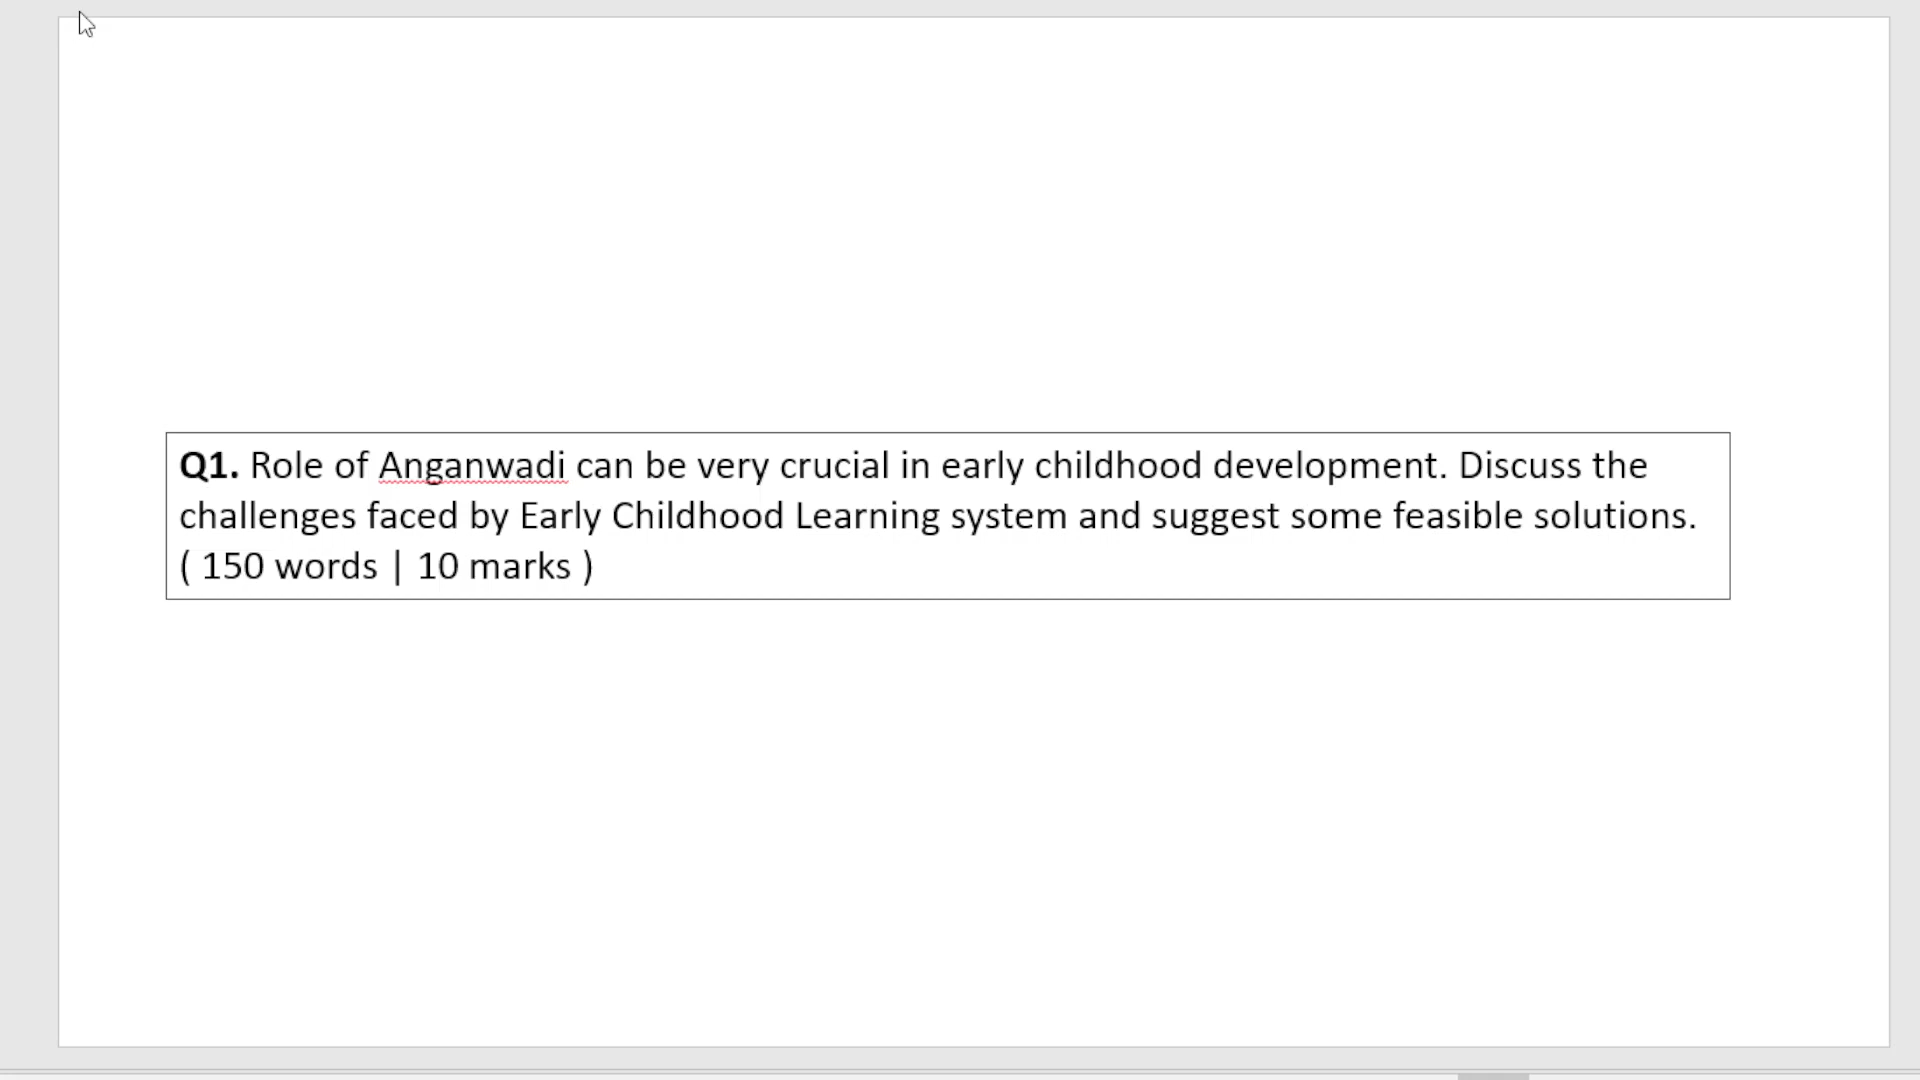 Q1. Role of Anganwadi can be very crucial in early childhood development. Discuss the
challenges faced by Early Childhood Learning system and suggest some feasible solutions.
( 150 words | 10 marks )